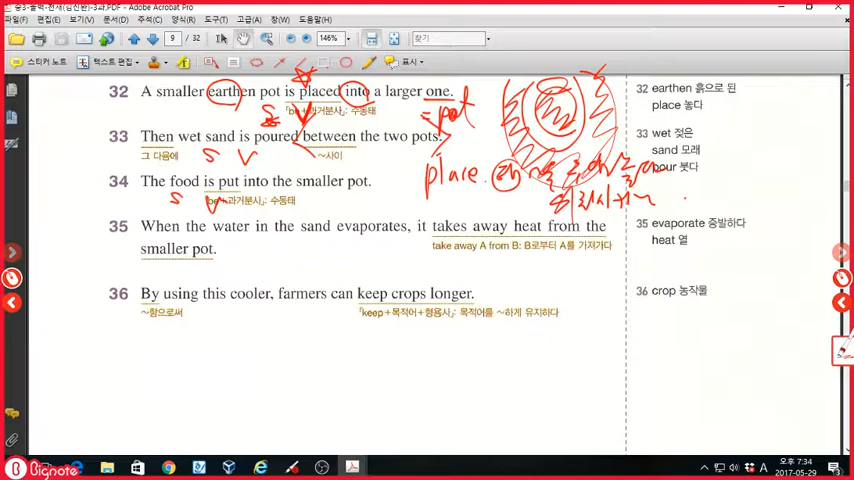 중3-블랙-천재(김진완)-3과.PDF - Adobe Acrobat Pro
파일(F) 편집(E) 보기(V) 문서(D) 주석(C) 양식(R) 도구(T) 고급(A) 창(W) 도움말(H)
9 / 32 146% 찾기
스티커 노트 텍스트 편집 표시
32 A smaller earthen pot is placed into a larger one.
「be+과거분사」: 수동태
= pot
32 earthen 흙으로 된
place 놓다
S V
33 Then wet sand is poured between the two pots.
그 다음에 ~사이
S V
place.
33 wet 젖은
sand 모래
pour 붓다
34 The food is put into the smaller pot.
「be+과거분사」: 수동태
S V
35 When the water in the sand evaporates, it takes away heat from the
smaller pot.
take away A from B: B로부터 A를 가져가다
35 evaporate 증발하다
heat 열
36 By using this cooler, farmers can keep crops longer.
~함으로써 「keep+목적어+형용사」: 목적어를 ~하게 유지하다
36 crop 농작물
Bignote
A 오후 7:34
2017-05-29